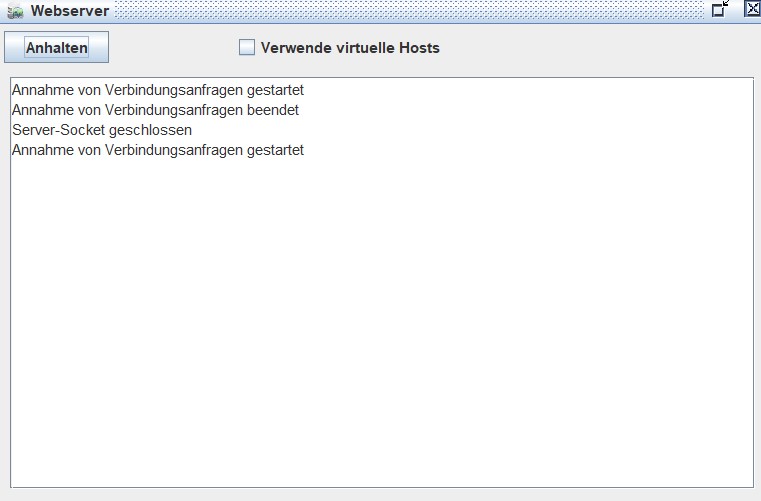 Webserver
Anhalten
Verwende virtuelle Hosts
Annahme von Verbindungsanfragen gestartet
Annahme von Verbindungsanfragen beendet
Server-Socket geschlossen
Annahme von Verbindungsanfragen gestartet